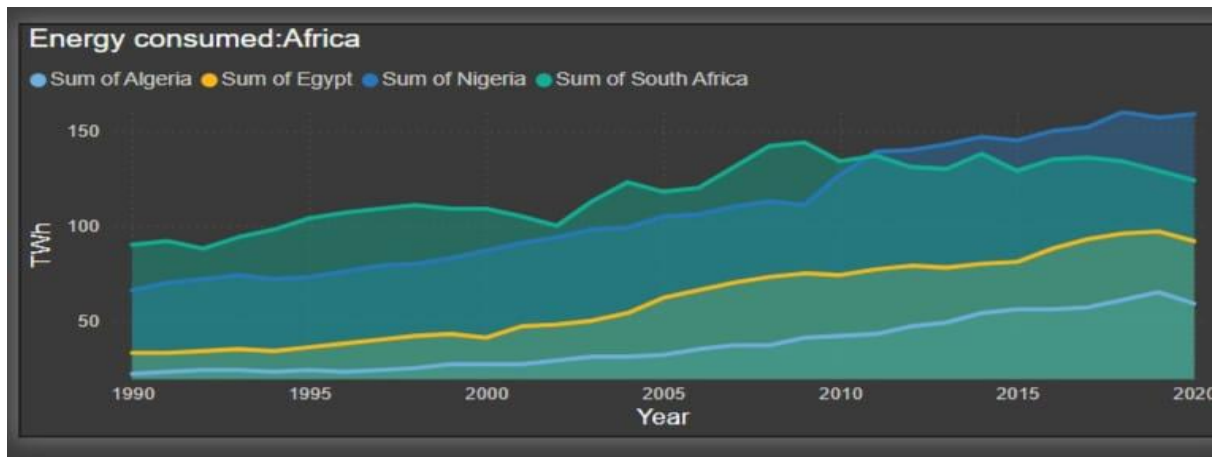 Energy consumed:Africa
Sum of Algeria Sum of Egypt Sum of Nigeria Sum of South Africa
150
100
50
TWh
1990 1995 2000 2005 2010 2015 2020
Year